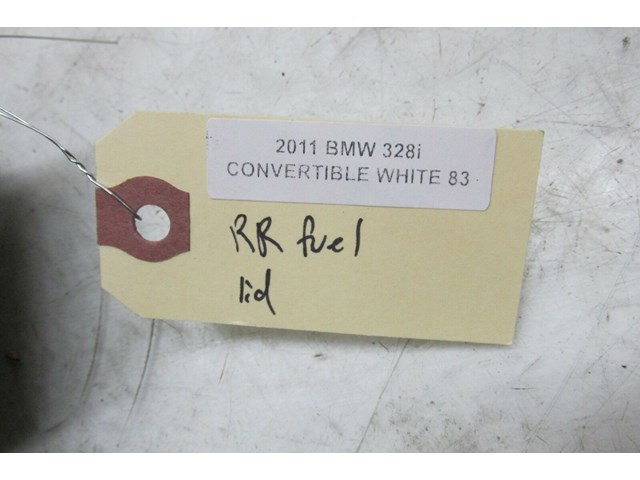 2011 BMW 328i
CONVERTIBLE WHITE 83
RR fuel
lid